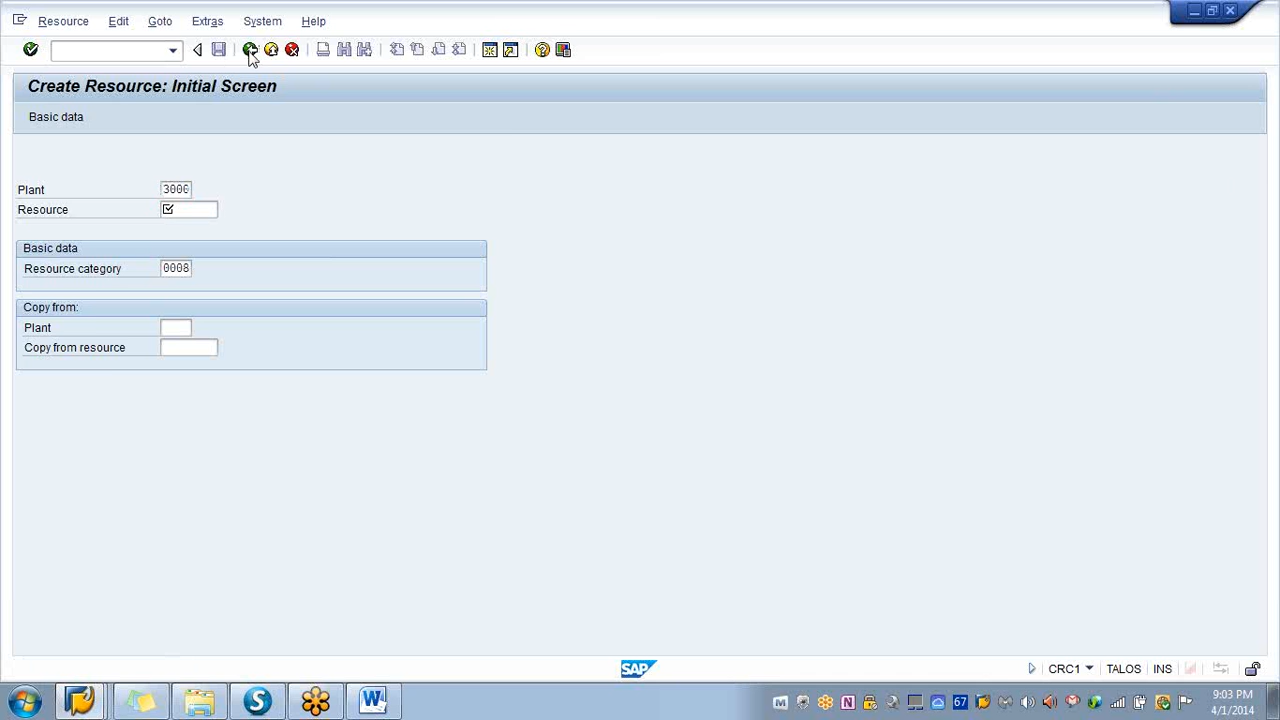 Resource Edit Goto Extras System Help
Create Resource: Initial Screen
Basic data
Plant 3000
Resource
Basic data
Resource category 0008
Copy from:
Plant
Copy from resource
SAP
CRC1 TALOS INS
S N 67 W
9:03 PM
4/1/2014